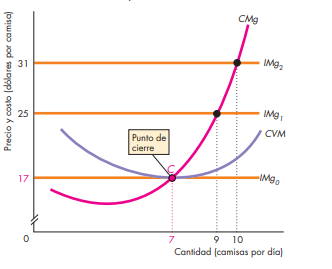 Precio y costo (dólares por camisa)
CMg
31
IMg2
25
IMg1
CVM
Punto de
cierre
C
17
IMg0
0
7
9
10
Cantidad (camisas por día)